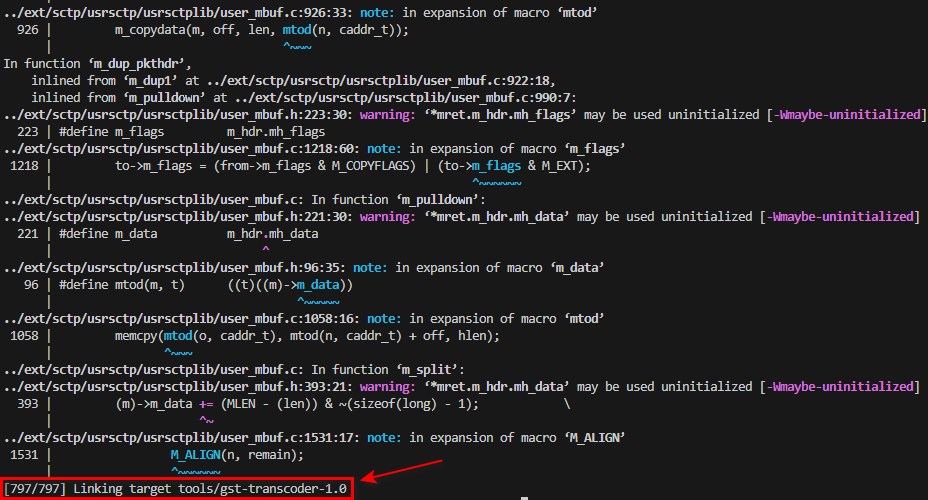 ../ext/sctp/usrsctp/usrsctplib/user_mbuf.c:926:33: note: in expansion of macro ‘mtod’
926 | m_copydata(m, off, len, mtod(n, caddr_t));
| ^~~~
In function ‘m_dup_pkthdr’,
inlined from ‘m_dup1’ at ../ext/sctp/usrsctp/usrsctplib/user_mbuf.c:922:18,
inlined from ‘m_pulldown’ at ../ext/sctp/usrsctp/usrsctplib/user_mbuf.c:990:7:
../ext/sctp/usrsctp/usrsctplib/user_mbuf.h:223:30: warning: ‘*mret.m_hdr.mh_flags’ may be used uninitialized [-Wmaybe-uninitialized]
223 | #define m_flags m_hdr.mh_flags
../ext/sctp/usrsctp/usrsctplib/user_mbuf.c:1218:60: note: in expansion of macro ‘m_flags’
1218 | to->m_flags = (from->m_flags & M_COPYFLAGS) | (to->m_flags & M_EXT);
| ^~~~~~~
../ext/sctp/usrsctp/usrsctplib/user_mbuf.c: In function ‘m_pulldown’:
../ext/sctp/usrsctp/usrsctplib/user_mbuf.h:221:30: warning: ‘*mret.m_hdr.mh_data’ may be used uninitialized [-Wmaybe-uninitialized]
221 | #define m_data m_hdr.mh_data
| ^
../ext/sctp/usrsctp/usrsctplib/user_mbuf.h:96:35: note: in expansion of macro ‘m_data’
96 | #define mtod(m, t) ((t)((m)->m_data))
| ^~~~~~
../ext/sctp/usrsctp/usrsctplib/user_mbuf.c:1058:16: note: in expansion of macro ‘mtod’
1058 | memcpy(mtod(o, caddr_t), mtod(n, caddr_t) + off, hlen);
| ^~~~
../ext/sctp/usrsctp/usrsctplib/user_mbuf.c: In function ‘m_split’:
../ext/sctp/usrsctp/usrsctplib/user_mbuf.h:393:21: warning: ‘*mret.m_hdr.mh_data’ may be used uninitialized [-Wmaybe-uninitialized]
393 | (m)->m_data += (MLEN - (len)) & ~(sizeof(long) - 1); \
| ^~
../ext/sctp/usrsctp/usrsctplib/user_mbuf.c:1531:17: note: in expansion of macro ‘M_ALIGN’
1531 | M_ALIGN(n, remain);
| ^~~~~~~
[797/797] Linking target tools/gst-transcoder-1.0